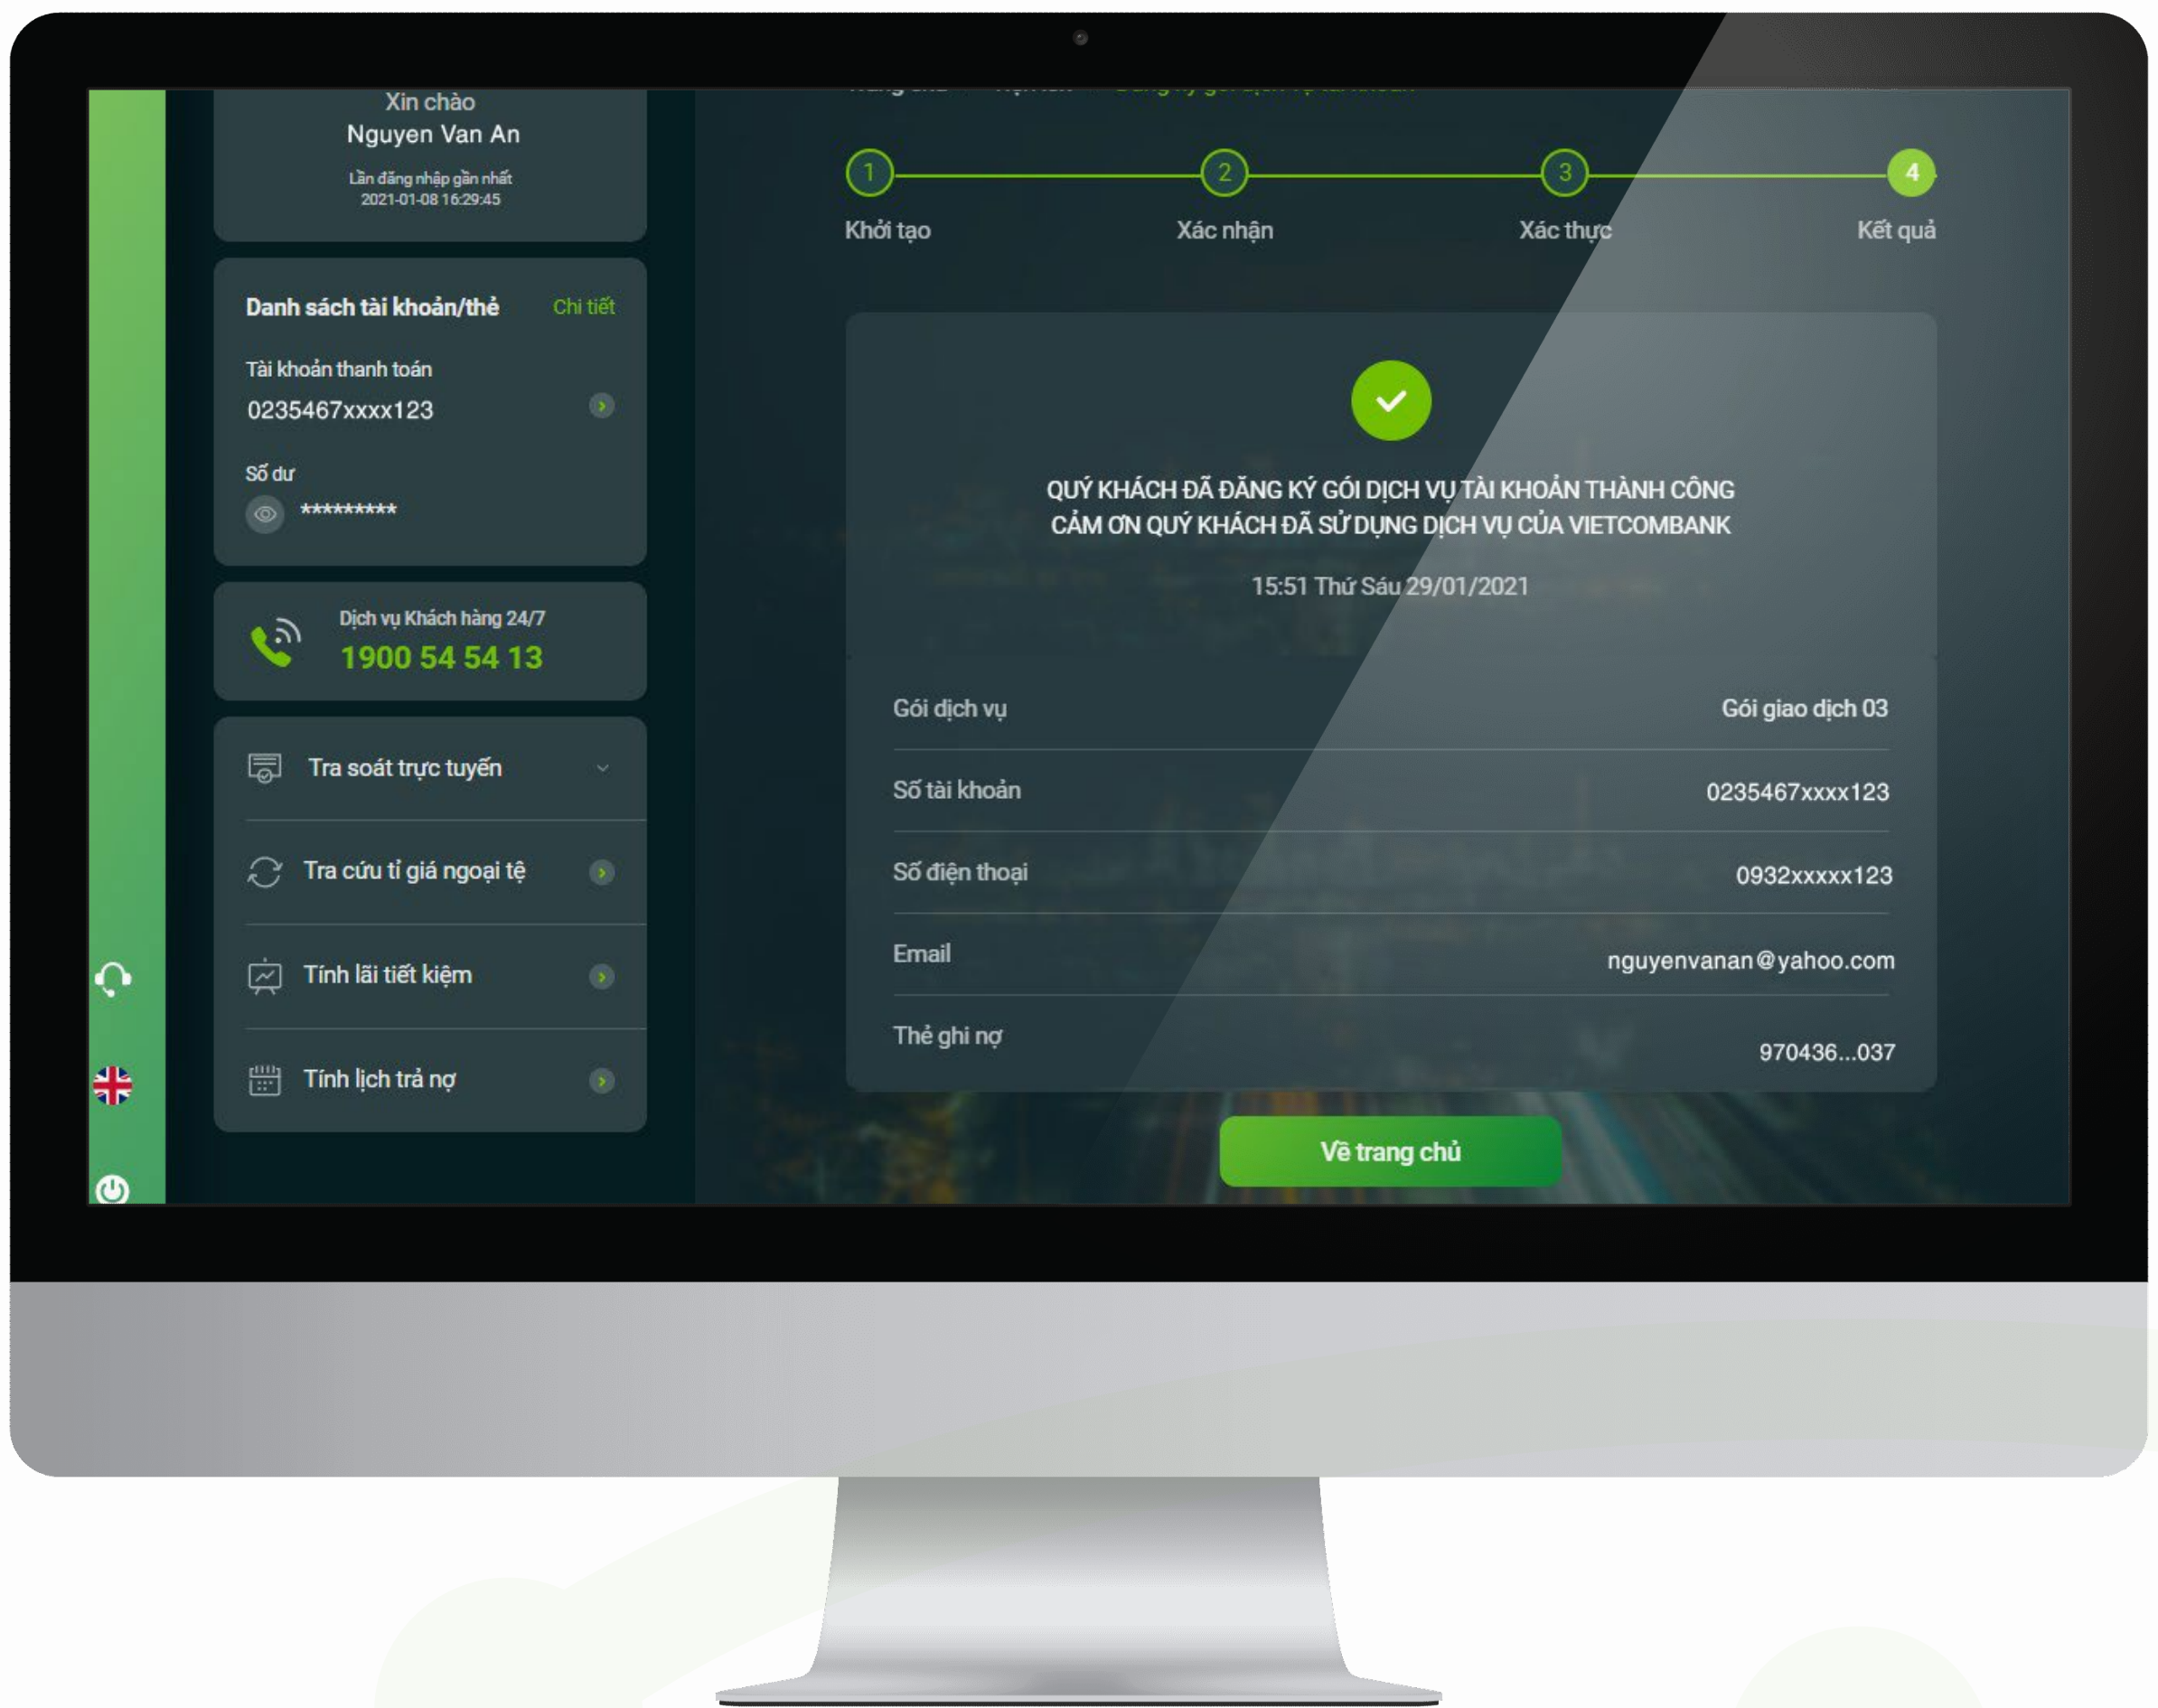 Xin chào
Nguyen Van An
Lần đăng nhập gần nhất
2021-01-08 16:29:45
Danh sách tài khoản/thẻ
Chi tiết
Tài khoản thanh toán
0235467xxxx123
Số dư
*********
Dịch vụ Khách hàng 24/7
1900 54 54 13
Tra soát trực tuyến
Tra cứu tỉ giá ngoại tệ
Tính lãi tiết kiệm
Tính lịch trả nợ
1
2
3
4
Khởi tạo
Xác nhận
Xác thực
Kết quả
QUÝ KHÁCH ĐÃ ĐĂNG KÝ GÓI DỊCH VỤ TÀI KHOẢN THÀNH CÔNG
CẢM ƠN QUÝ KHÁCH ĐÃ SỬ DỤNG DỊCH VỤ CỦA VIETCOMBANK
15:51 Thứ Sáu 29/01/2021
Gói dịch vụ
Gói giao dịch 03
Số tài khoản
0235467xxxx123
Số điện thoại
0932xxxxx123
Email
nguyenvanan@yahoo.com
Thẻ ghi nợ
970436...037
Về trang chủ